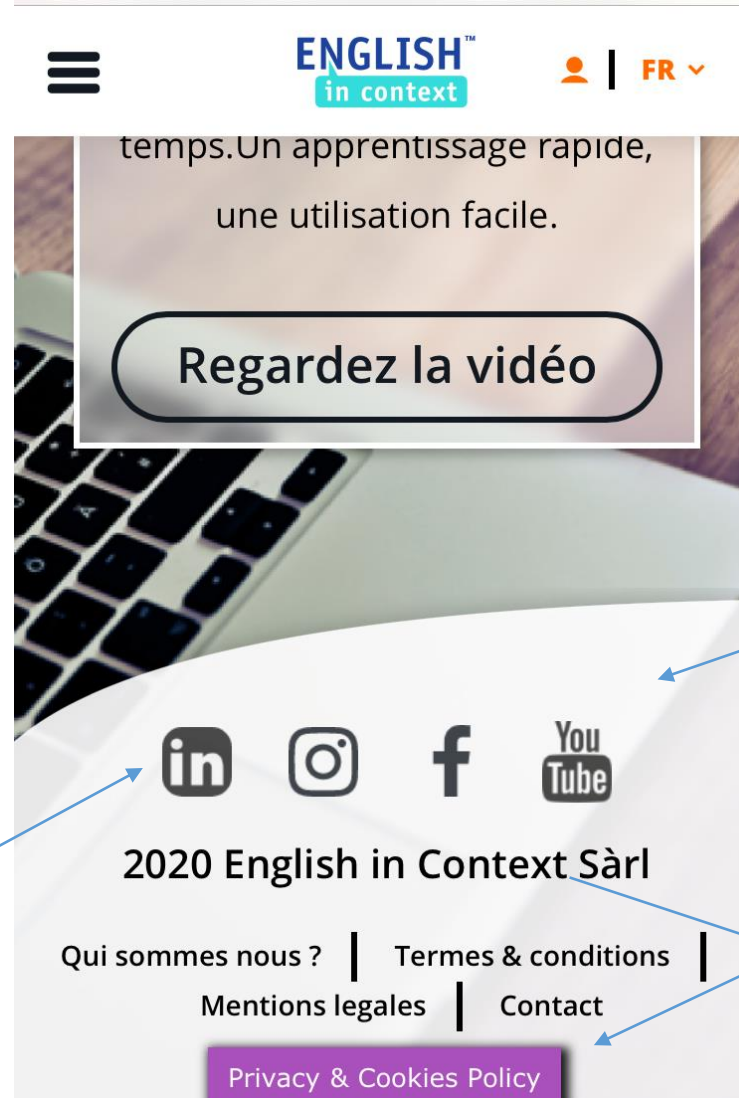 ENGLISH™
in context
FR
temps.Un apprentissage rapide,
une utilisation facile.
Regardez la vidéo
in
f
You
Tube
2020 English in Context Sàrl
Qui sommes nous ? | Termes & conditions |
Mentions legales | Contact
Privacy & Cookies Policy